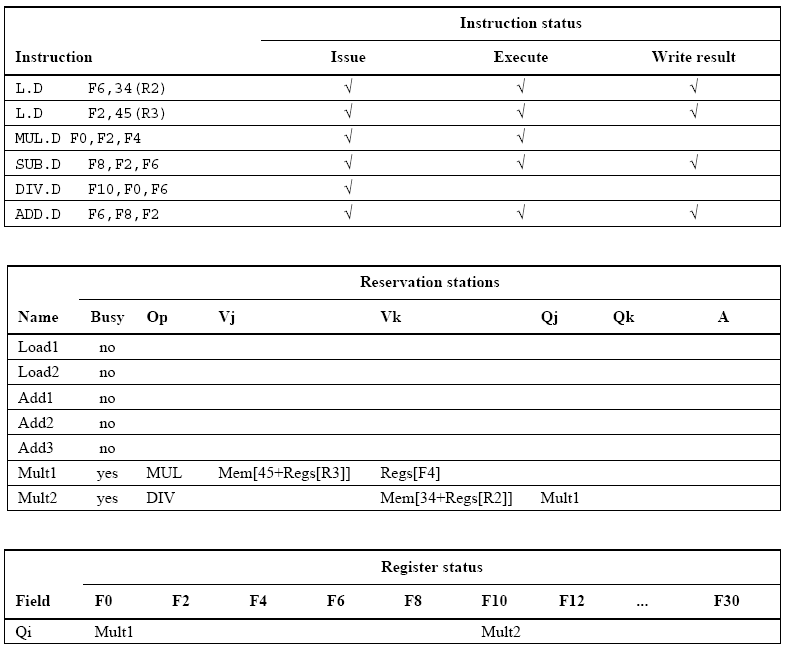 Instruction status
Instruction Issue Execute Write result
L.D F6,34(R2) √ √ √
L.D F2,45(R3) √ √ √
MUL.D F0,F2,F4 √ √
SUB.D F8,F2,F6 √ √ √
DIV.D F10,F0,F6 √
ADD.D F6,F8,F2 √ √ √
Reservation stations
Name Busy Op Vj Vk Qj Qk A
Load1 no
Load2 no
Add1 no
Add2 no
Add3 no
Mult1 yes MUL Mem[45+Regs[R3]] Regs[F4]
Mult2 yes DIV Mem[34+Regs[R2]] Mult1
Register status
Field F0 F2 F4 F6 F8 F10 F12 ... F30
Qi Mult1 Mult2